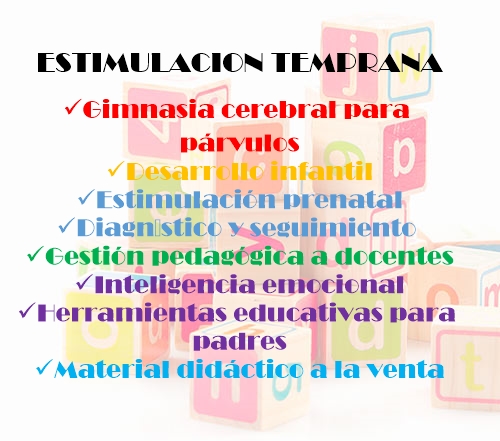 ESTIMULACION TEMPRANA
✓Gimnasia cerebral para
párvulos
✓Desarrollo infantil
✓Estimulación prenatal
✓Diagnóstico y seguimiento
✓Gestión pedagógica a docentes
✓Inteligencia emocional
✓Herramientas educativas para
padres
✓Material didáctico a la venta